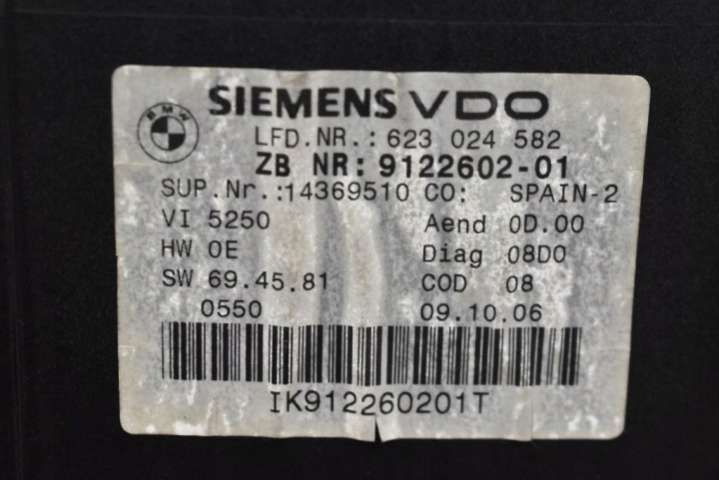 BMW
SIEMENS VDO
LFD.NR.: 623 024 582
ZB NR: 9122602-01
SUP.Nr.:14369510 CO: SPAIN-2
VI 5250 Aend 0D.00
HW 0E Diag 08D0
SW 69.45.81 COD 08
0550 09.10.06
IK912260201T